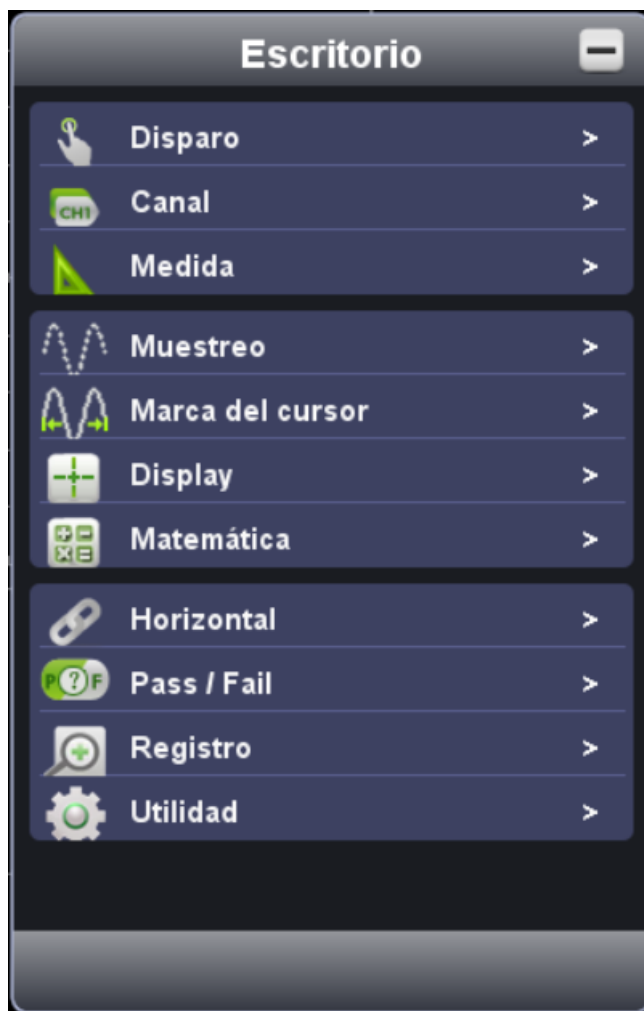 Escritorio
Disparo >
CH1 Canal >
Medida >
Muestreo >
Marca del cursor >
Display >
Matemática >
Horizontal >
P?F Pass / Fail >
Registro >
Utilidad >